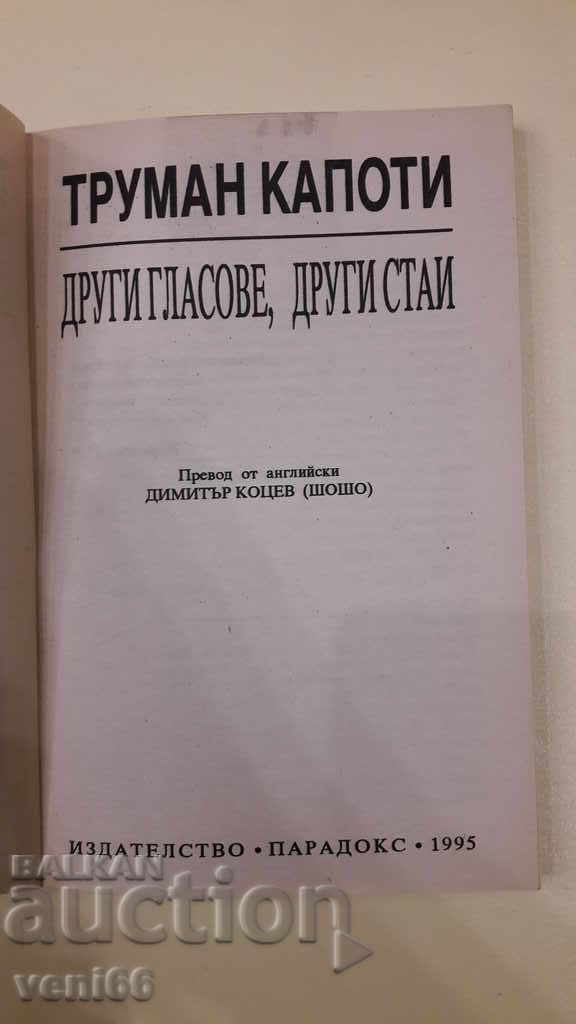 ТРУМАН КАПОТИ
ДРУГИ ГЛАСОВЕ, ДРУГИ СТАИ
Превод от английски
ДИМИТЪР КОЦЕВ (ШОШО)
ИЗДАТЕЛСТВО • ПАРАДОКС • 1995
BALKAN
auction
veni66